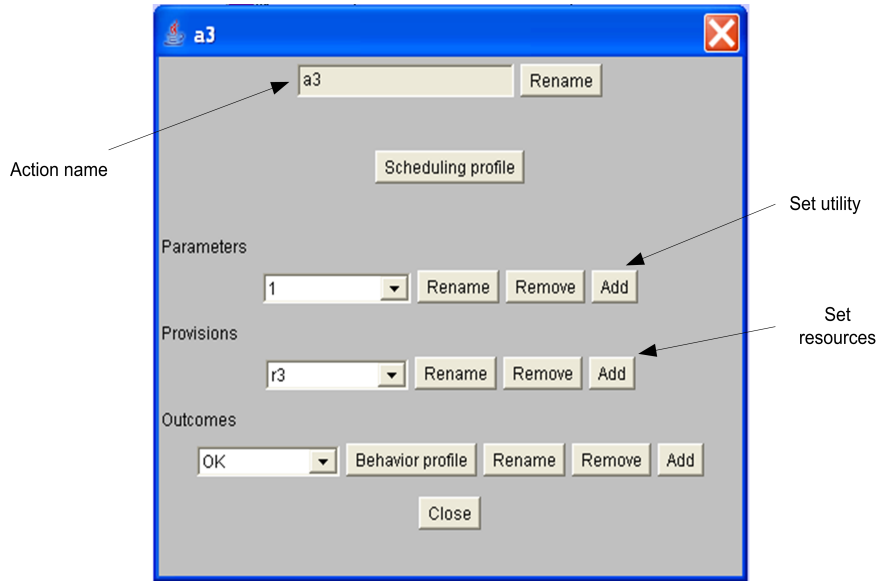 a3
a3 Rename
Action name
Scheduling profile
Set utility
Parameters
1 Rename Remove Add
Set
resources
Provisions
r3 Rename Remove Add
Outcomes
OK Behavior profile Rename Remove Add
Close